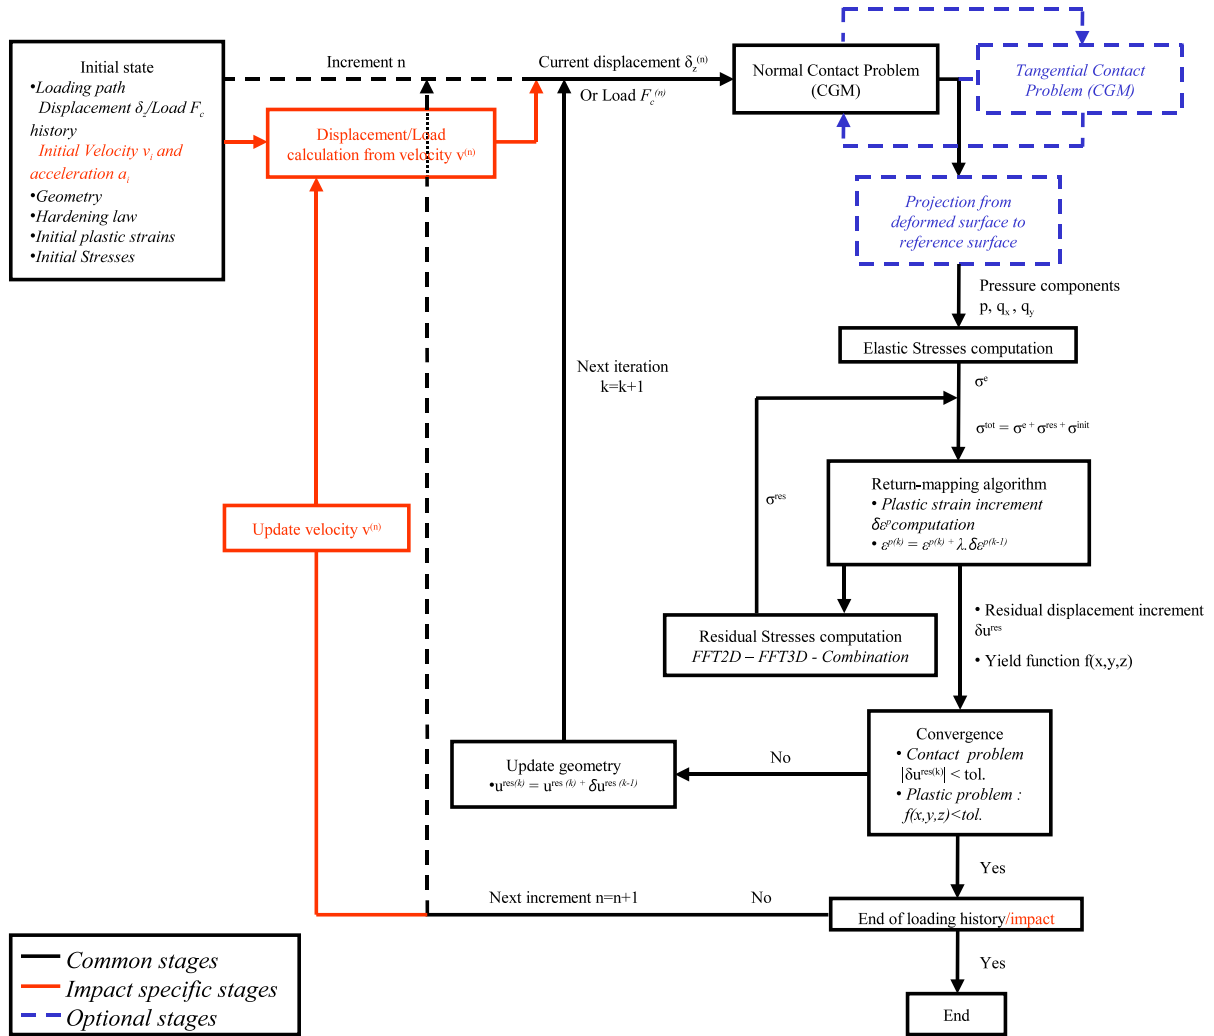 Initial state
•Loading path
Displacement δz/Load Fc
history
Initial Velocity vi and
acceleration ai
•Geometry
•Hardening law
•Initial plastic strains
•Initial Stresses
Increment n
Displacement/Load
calculation from velocity v(n)
Current displacement δz(n)
Or Load Fc(n)
Normal Contact Problem
(CGM)
Tangential Contact
Problem (CGM)
Projection from
deformed surface to
reference surface
Pressure components
p, qx , qy
Elastic Stresses computation
σe
σtot = σe + σres + σinit
Next iteration
k=k+1
σres
Return-mapping algorithm
• Plastic strain increment
δεp computation
• εp(k) = εp(k) + λ.δεp(k-1)
Update velocity v(n)
Residual Stresses computation
FFT2D – FFT3D - Combination
• Residual displacement increment
δures
• Yield function f(x,y,z)
Convergence
• Contact problem
|δures(k)| < tol.
• Plastic problem :
f(x,y,z)<tol.
No
Update geometry
•ures(k) = ures (k) + δures (k-1)
Yes
Next increment n=n+1
No
End of loading history/impact
Yes
End
Common stages
Impact specific stages
Optional stages